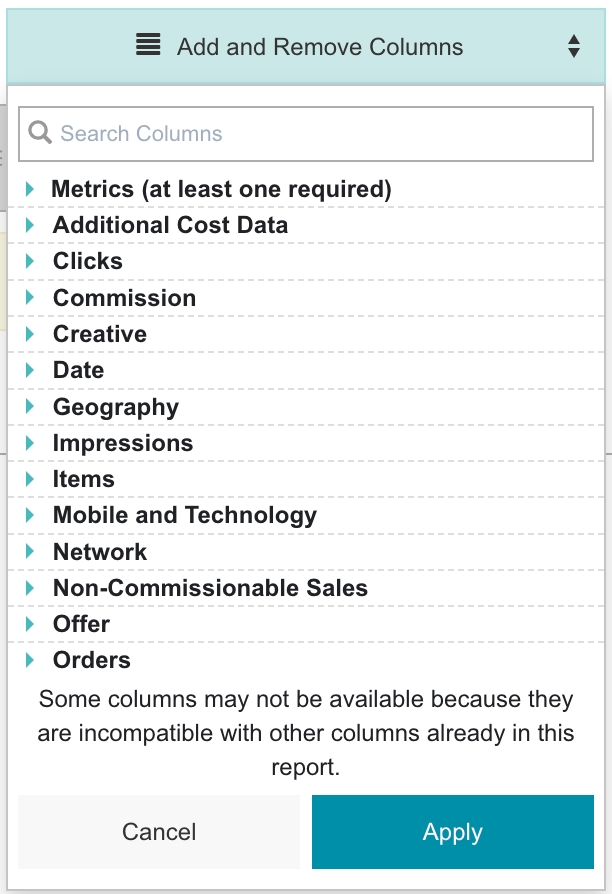 Add and Remove Columns
Search Columns
Metrics (at least one required)
Additional Cost Data
Clicks
Commission
Creative
Date
Geography
Impressions
Items
Mobile and Technology
Network
Non-Commissionable Sales
Offer
Orders
Some columns may not be available because they
are incompatible with other columns already in this
report.
Cancel
Apply